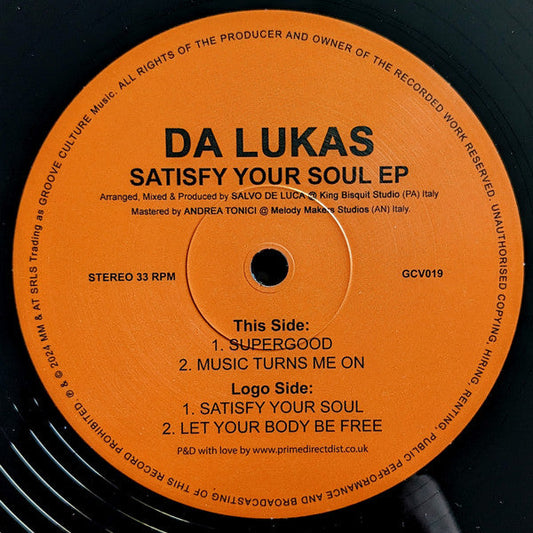 DA LUKAS
SATISFY YOUR SOUL EP
Arranged, Mixed & Produced by SALVO DE LUCA @ King Bisquit Studio (PA) Italy
Mastered by ANDREA TONICI @ Melody Makers Studios (AN) Italy.
STEREO 33 RPM
GCV019
This Side:
1. SUPERGOOD
2. MUSIC TURNS ME ON
Logo Side:
1. SATISFY YOUR SOUL
2. LET YOUR BODY BE FREE
P&D with love by www.primedirectdist.co.uk
℗ & © 2024 MM & AT SRLS Trading as GROOVE CULTURE Music. ALL RIGHTS OF THE PRODUCER AND OWNER OF THE RECORDED WORK RESERVED. UNAUTHORISED COPYING, HIRING, RENTING, PUBLIC PERFORMANCE AND BROADCASTING OF THIS RECORD PROHIBITED